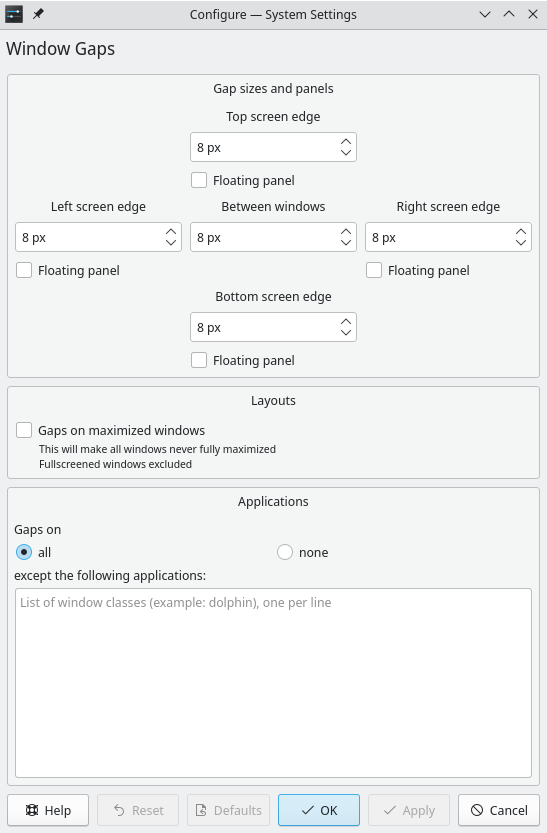 Configure — System Settings
Window Gaps
Gap sizes and panels
Top screen edge
8 px
Floating panel
Left screen edge
Between windows
Right screen edge
8 px
8 px
8 px
Floating panel
Floating panel
Bottom screen edge
8 px
Floating panel
Layouts
Gaps on maximized windows
This will make all windows never fully maximized
Fullscreened windows excluded
Applications
Gaps on
all
none
except the following applications:
List of window classes (example: dolphin), one per line
Help
Reset
Defaults
OK
Apply
Cancel